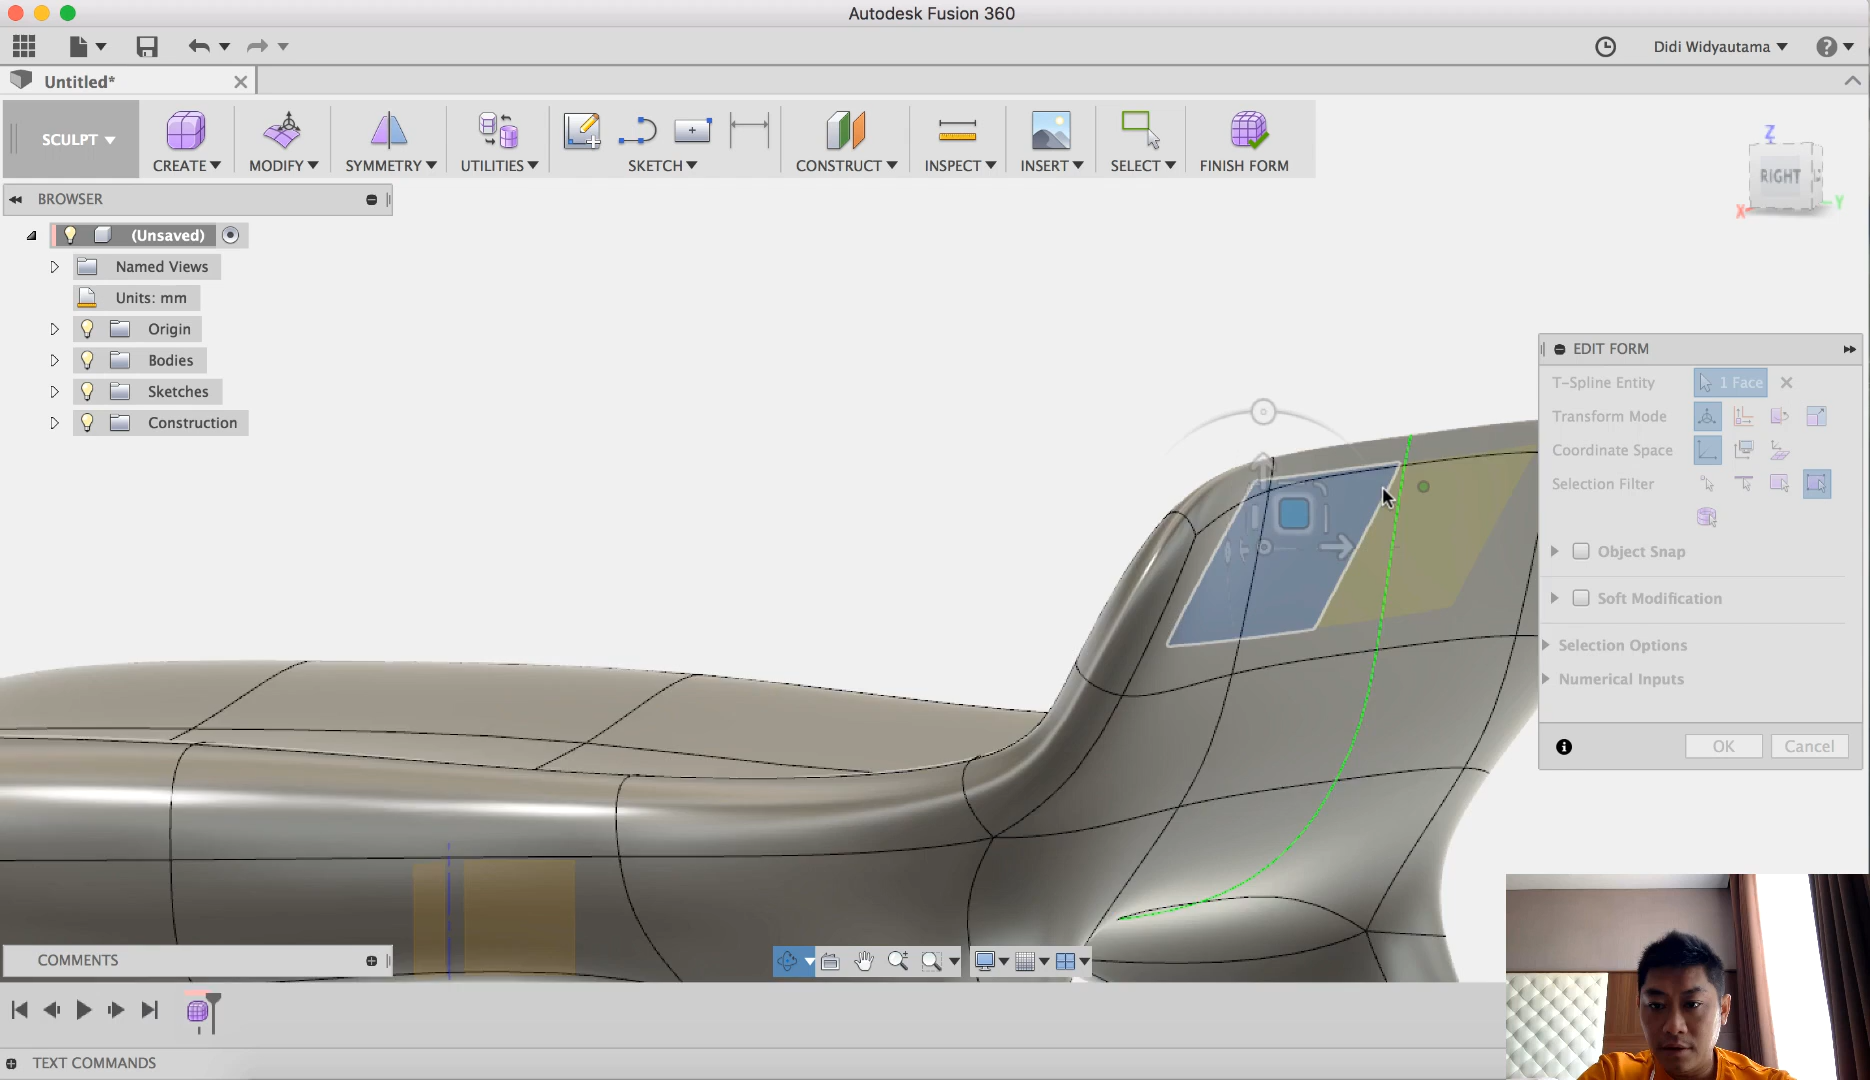 Autodesk Fusion 360
Didi Widyautama
Untitled*
SCULPT
CREATE
MODIFY
SYMMETRY
UTILITIES
SKETCH
CONSTRUCT
INSPECT
INSERT
SELECT
FINISH FORM
BROWSER
(Unsaved)
Named Views
Units: mm
Origin
Bodies
Sketches
Construction
Z
RIGHT
X
Y
EDIT FORM
T-Spline Entity
1 Face
Transform Mode
Coordinate Space
Selection Filter
Object Snap
Soft Modification
Selection Options
Numerical Inputs
OK
Cancel
COMMENTS
TEXT COMMANDS